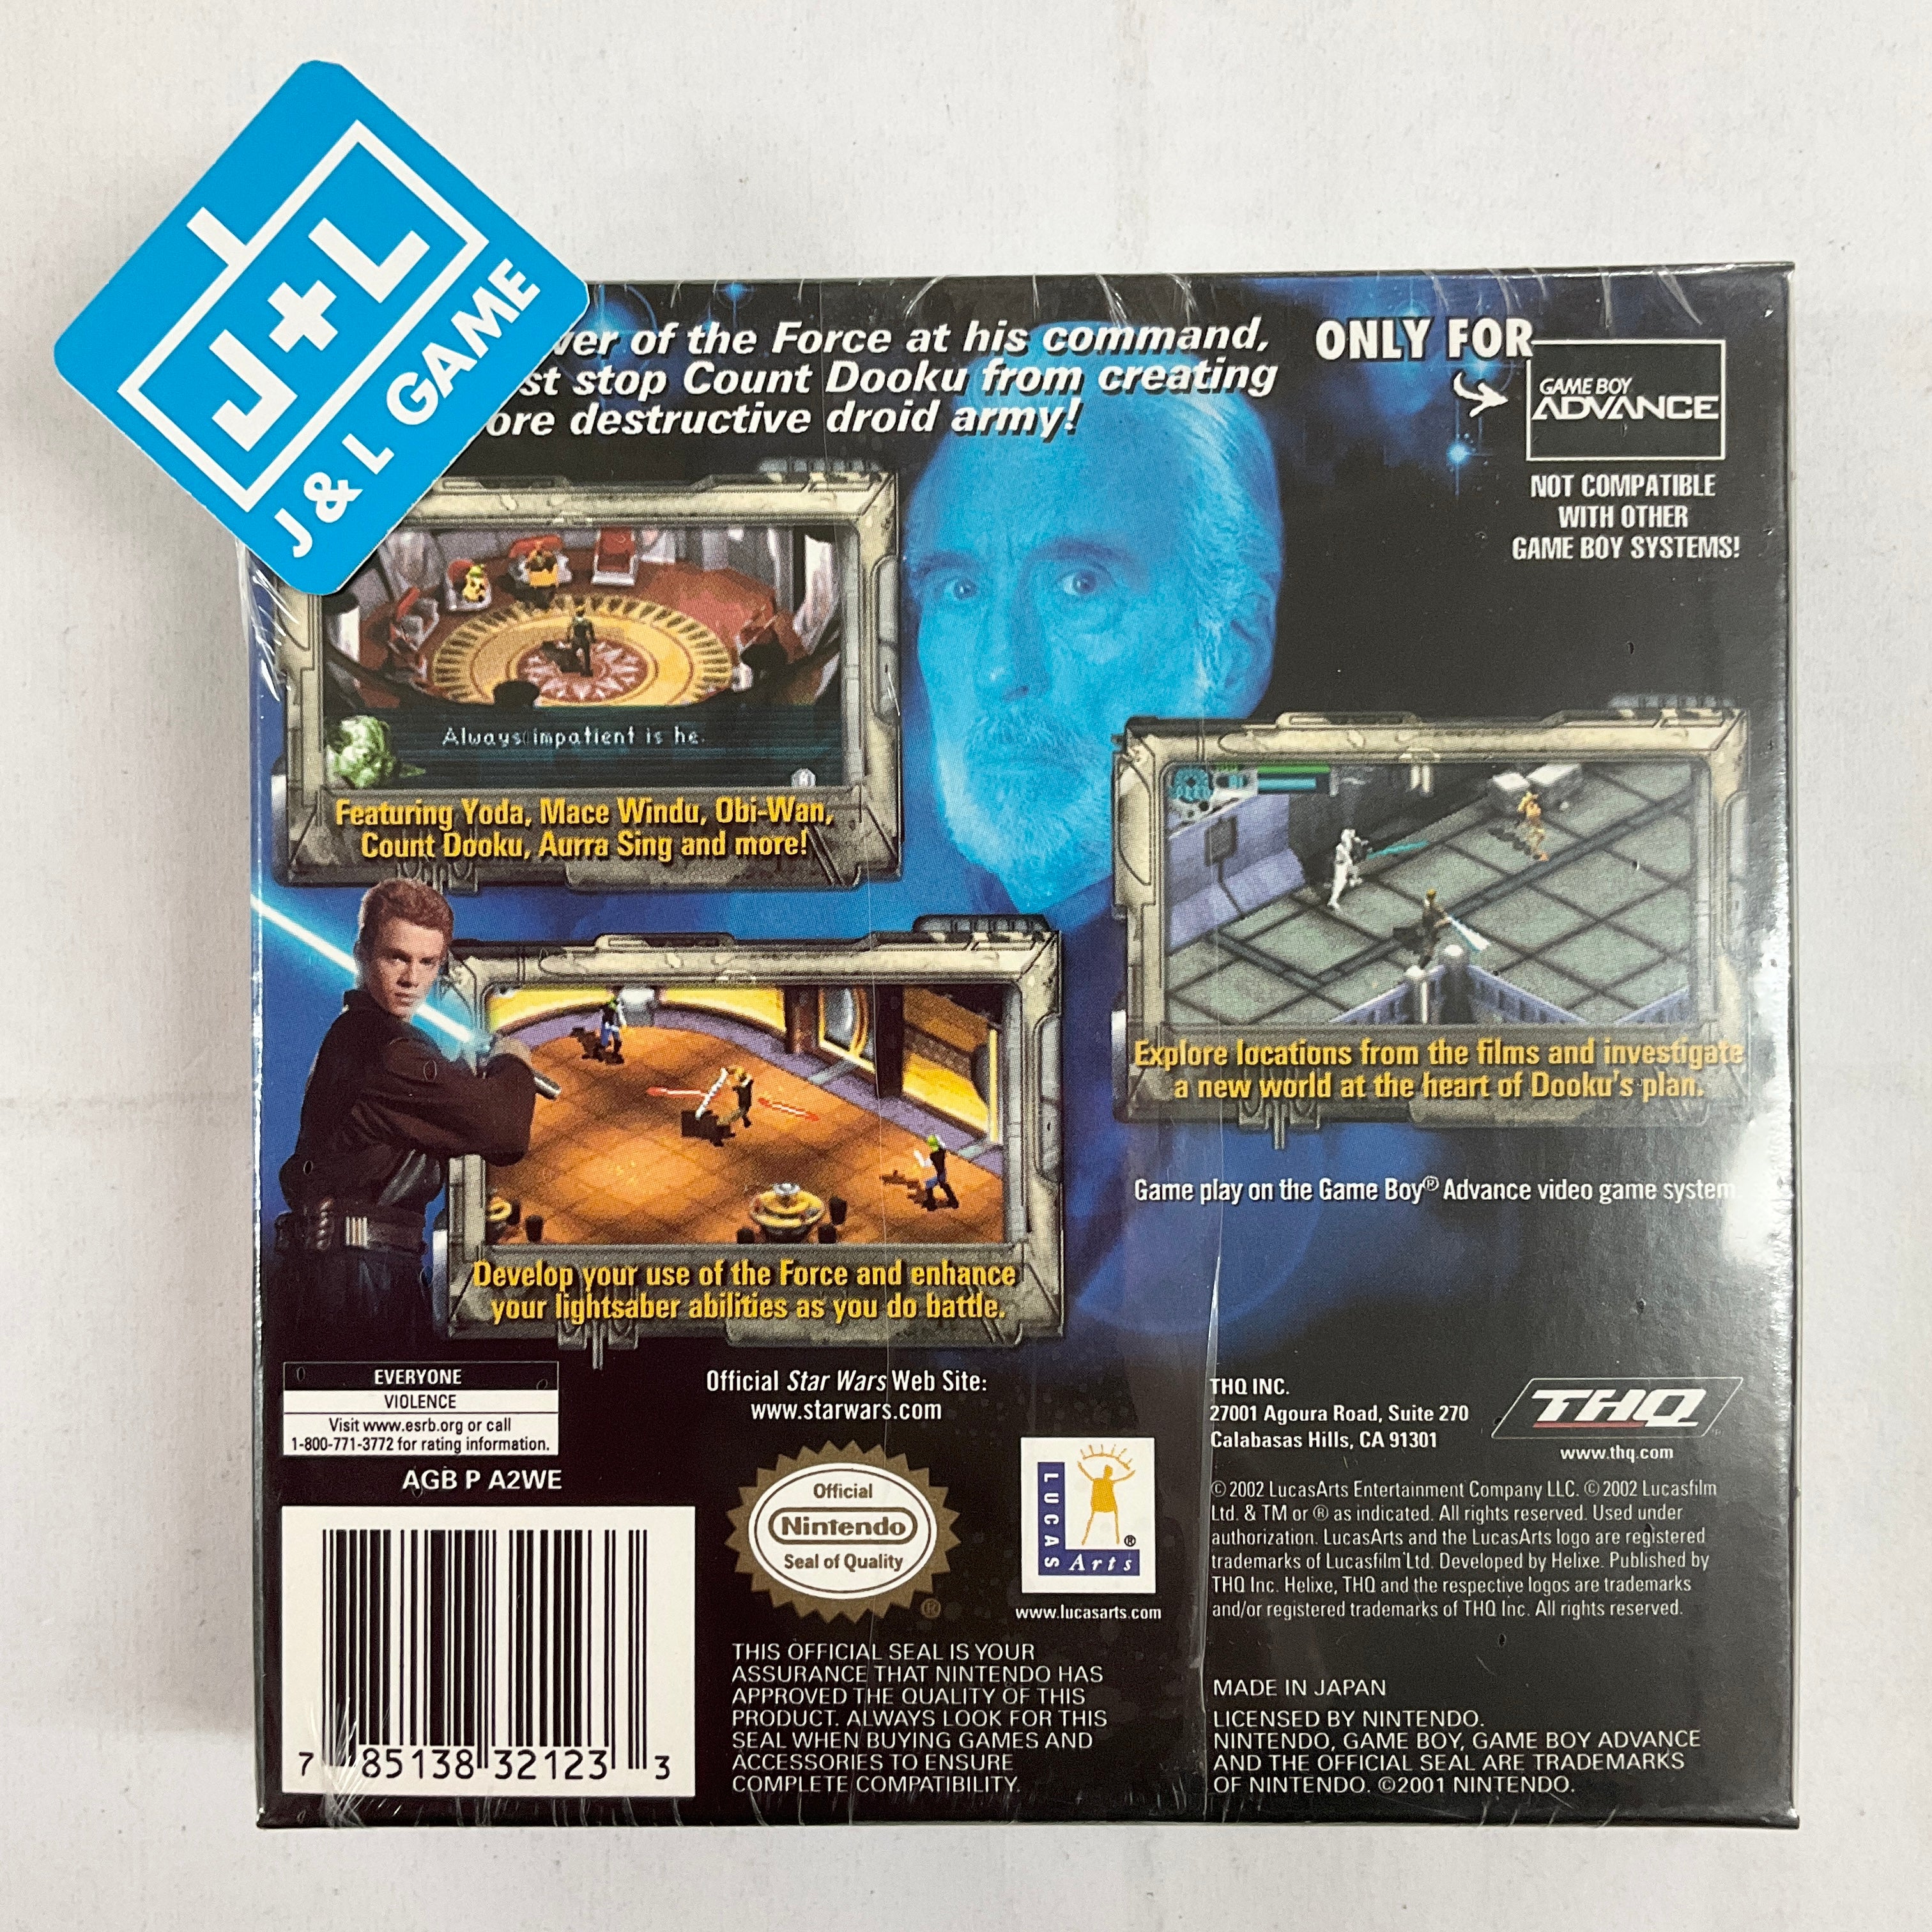 J+L
J & L GAME
of the Force at his command,
stop Count Dooku from creating
destructive droid army!
ONLY FOR
GAME BOY
ADVANCE
NOT COMPATIBLE
WITH OTHER
GAME BOY SYSTEMS!
Always impatient is he.
Featuring Yoda, Mace Windu, Obi-Wan,
Count Dooku, Aurra Sing and more!
Explore locations from the films and investigate
a new world at the heart of Dooku's plan.
Game play on the Game Boy® Advance video game system
Develop your use of the Force and enhance
your lightsaber abilities as you do battle.
EVERYONE
VIOLENCE
Visit www.esrb.org or call
1-800-771-3772 for rating information.
AGB P A2WE
7 85138 32123 3
Official Star Wars Web Site:
www.starwars.com
Official
Nintendo
Seal of Quality
®
LUCAS
Arts
®
www.lucasarts.com
THIS OFFICIAL SEAL IS YOUR
ASSURANCE THAT NINTENDO HAS
APPROVED THE QUALITY OF THIS
PRODUCT. ALWAYS LOOK FOR THIS
SEAL WHEN BUYING GAMES AND
ACCESSORIES TO ENSURE
COMPLETE COMPATIBILITY.
THQ INC.
27001 Agoura Road, Suite 270
Calabasas Hills, CA 91301
THQ
www.thq.com
© 2002 LucasArts Entertainment Company LLC. © 2002 Lucasfilm
Ltd. & TM or ® as indicated. All rights reserved. Used under
authorization. LucasArts and the LucasArts logo are registered
trademarks of Lucasfilm Ltd. Developed by Helixe. Published by
THQ Inc. Helixe, THQ and the respective logos are trademarks
and/or registered trademarks of THQ Inc. All rights reserved.
MADE IN JAPAN
LICENSED BY NINTENDO.
NINTENDO, GAME BOY, GAME BOY ADVANCE
AND THE OFFICIAL SEAL ARE TRADEMARKS
OF NINTENDO. ©2001 NINTENDO.